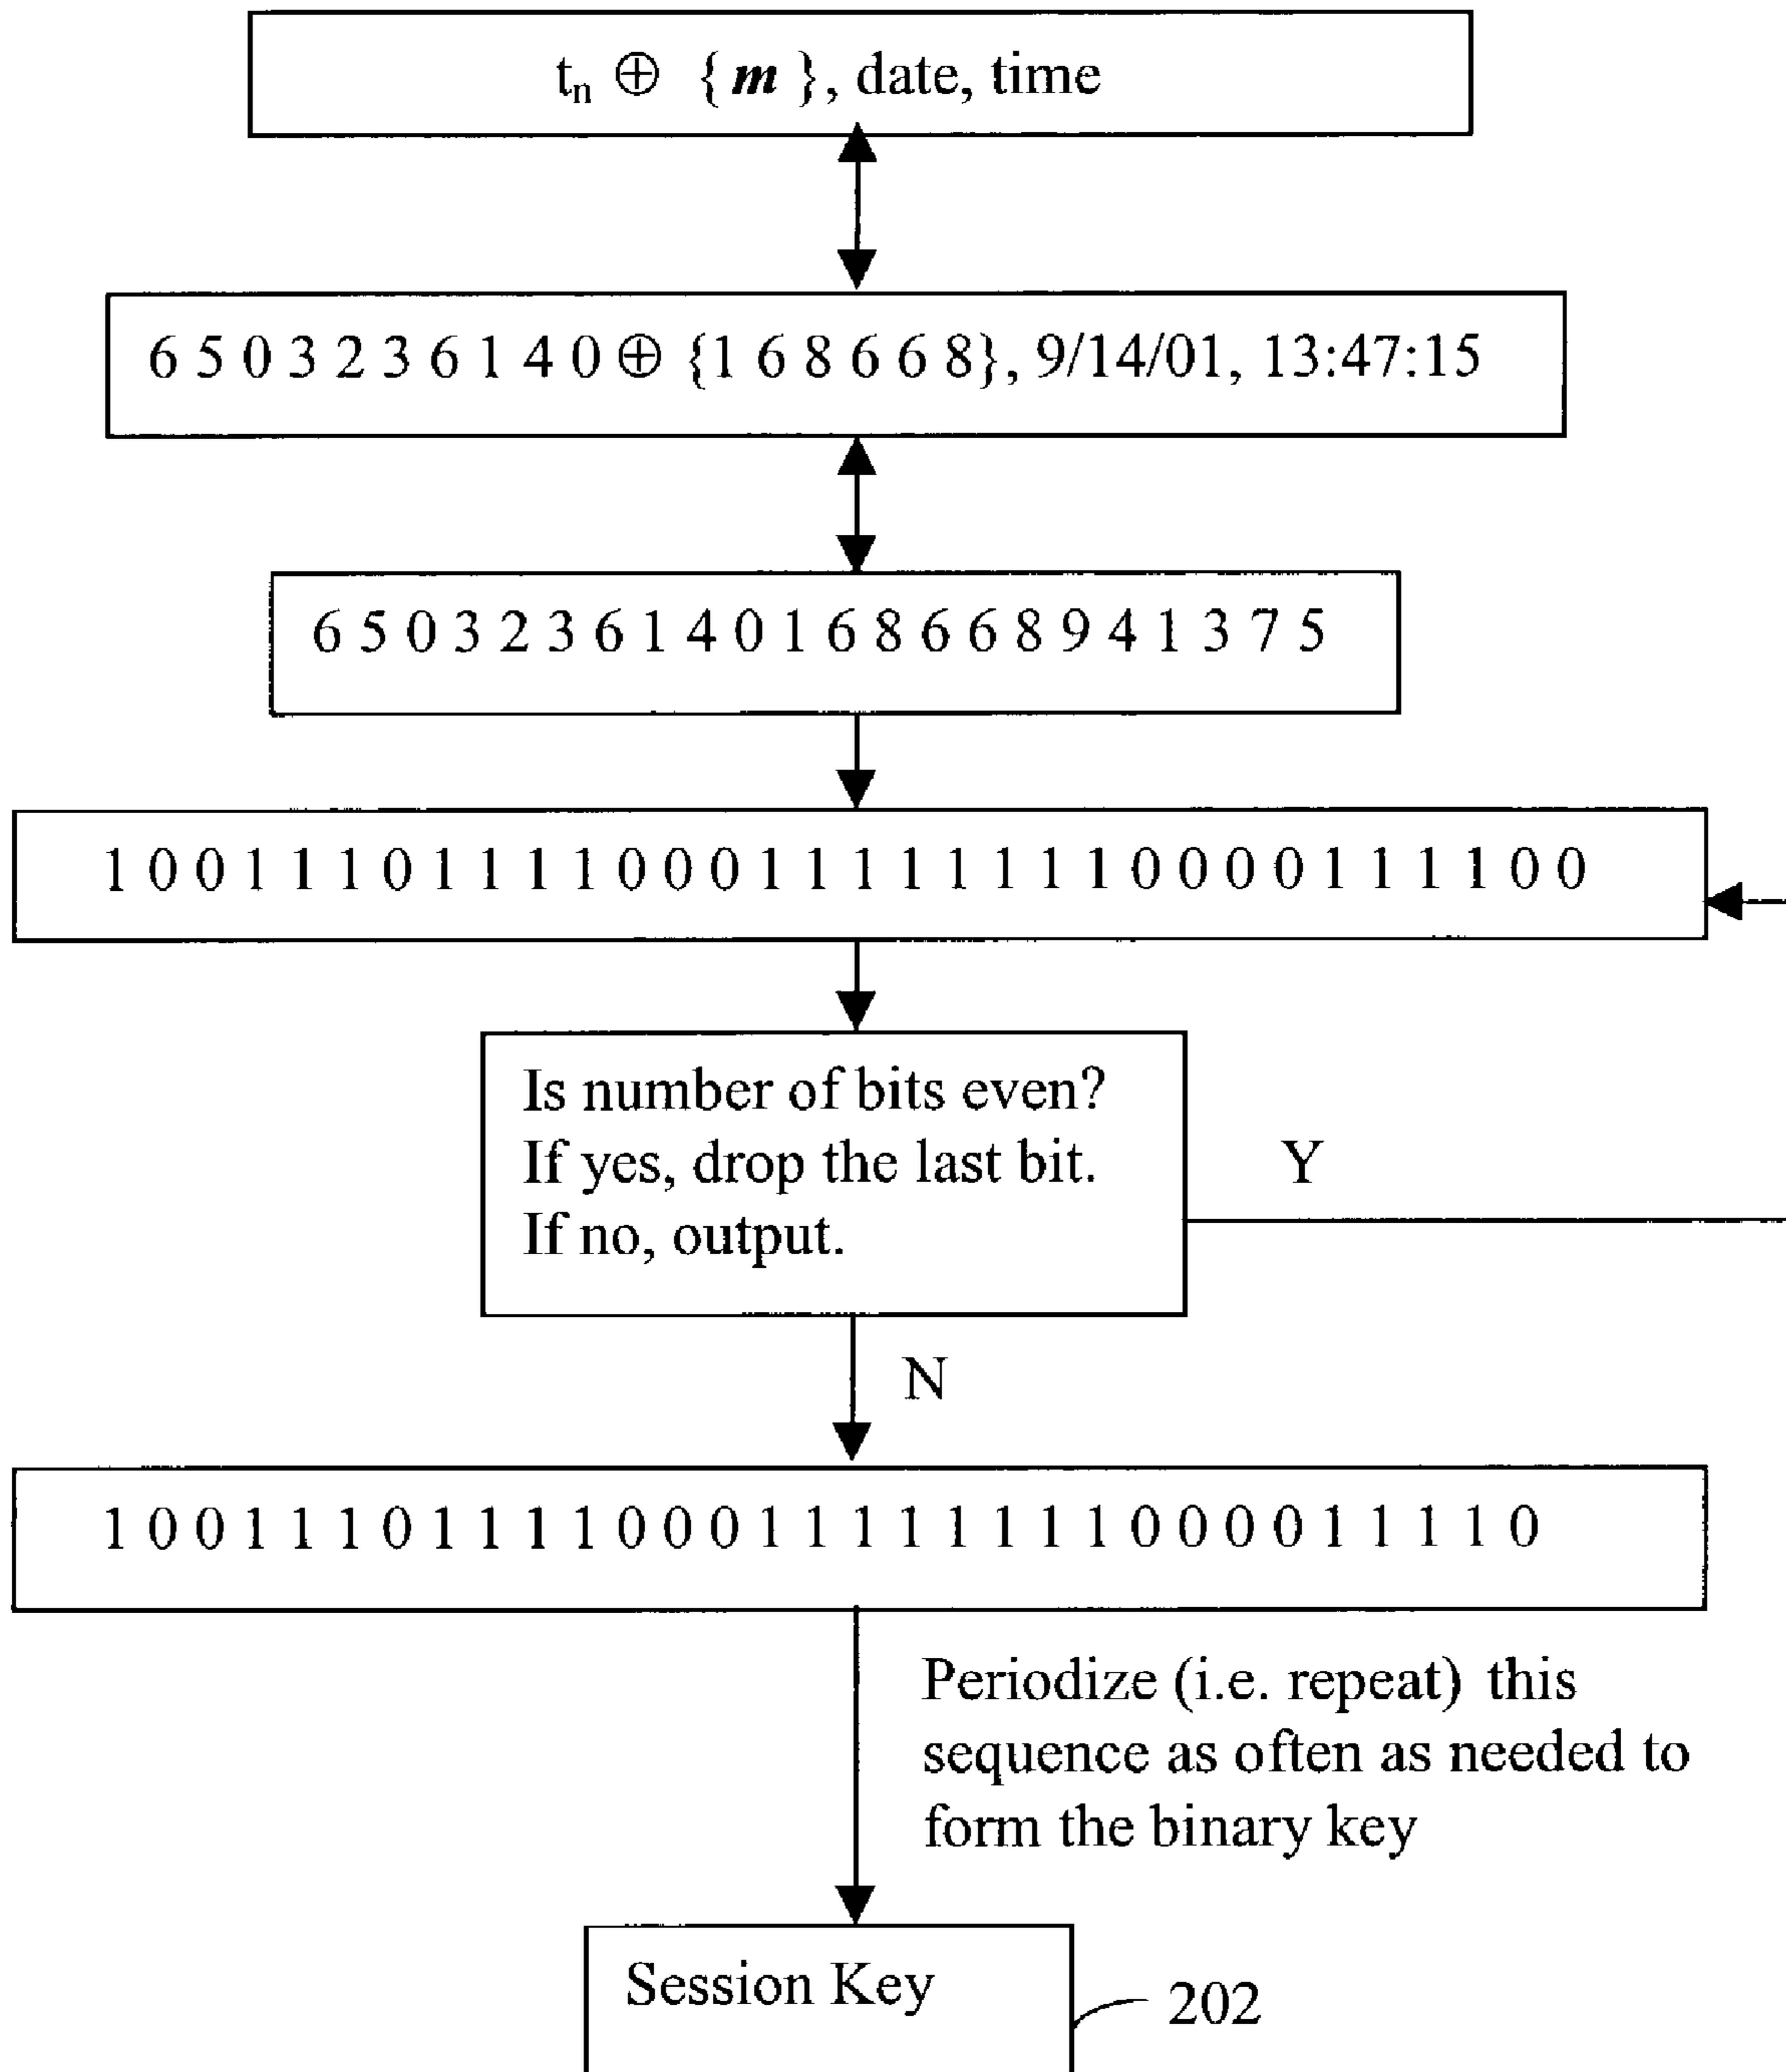 t_n ⊕ { m }, date, time
6 5 0 3 2 3 6 1 4 0 ⊕ {1 6 8 6 6 8}, 9/14/01, 13:47:15
6 5 0 3 2 3 6 1 4 0 1 6 8 6 6 8 9 4 1 3 7 5
1 0 0 1 1 1 0 1 1 1 1 0 0 0 1 1 1 1 1 1 1 1 0 0 0 0 1 1 1 1 0 0
Is number of bits even?
If yes, drop the last bit.
If no, output.
Y
N
1 0 0 1 1 1 0 1 1 1 1 0 0 0 1 1 1 1 1 1 1 1 0 0 0 0 1 1 1 1 0
Periodize (i.e. repeat) this
sequence as often as needed to
form the binary key
Session Key
202